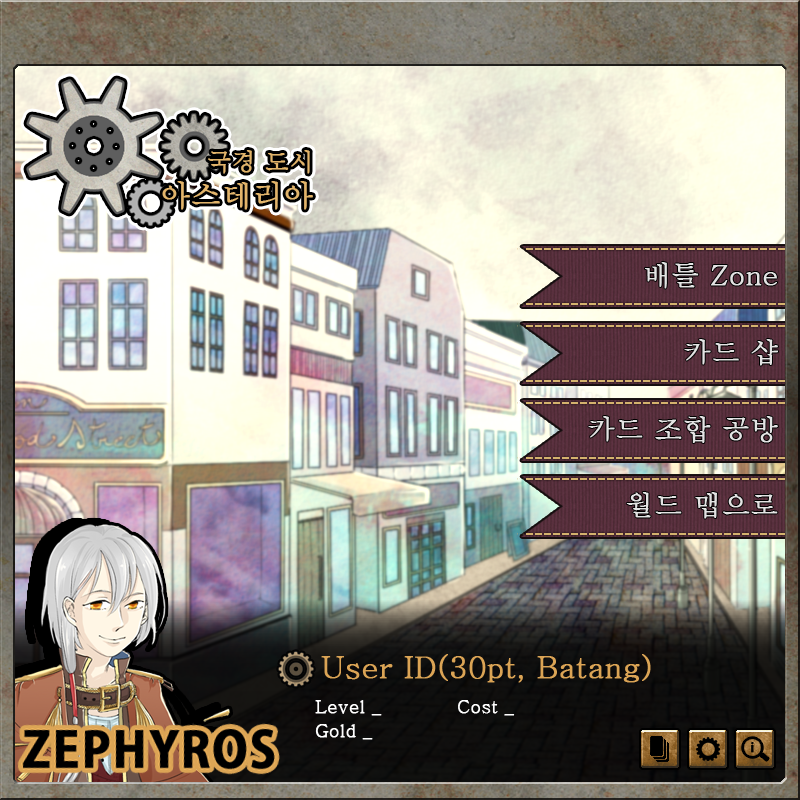 국경 도시
아스테리아
배틀 Zone
카드 샵
카드 조합 공방
월드 맵으로
User ID(30pt, Batang)
Level _ Cost _
Gold _
ZEPHYROS